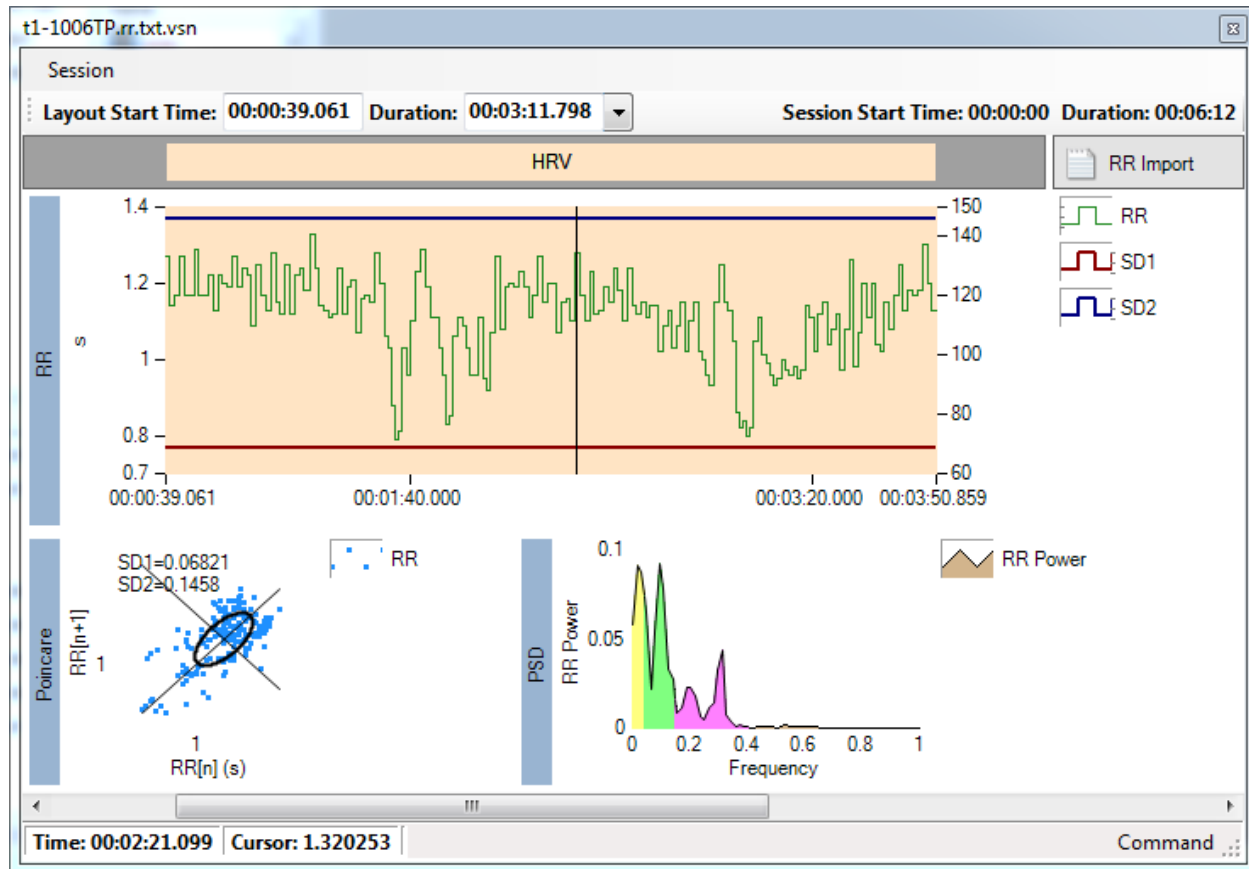 t1-1006TP.rr.txt.vsn
Session
Layout Start Time: 00:00:39.061 Duration: 00:03:11.798 Session Start Time: 00:00:00 Duration: 00:06:12
HRV
RR Import
RR
s
1.4
1.2
1
0.8
0.7
150
140
120
100
80
60
00:00:39.061 00:01:40.000 00:03:20.000 00:03:50.859
RR
SD1
SD2
Poincare
SD1=0.06821
SD2=0.1458
RR[n+1]
1
1
RR[n] (s)
RR
PSD
RR Power
0.1
0.05
0
0 0.2 0.4 0.6 0.8 1
Frequency
RR Power
Time: 00:02:21.099 Cursor: 1.320253 Command